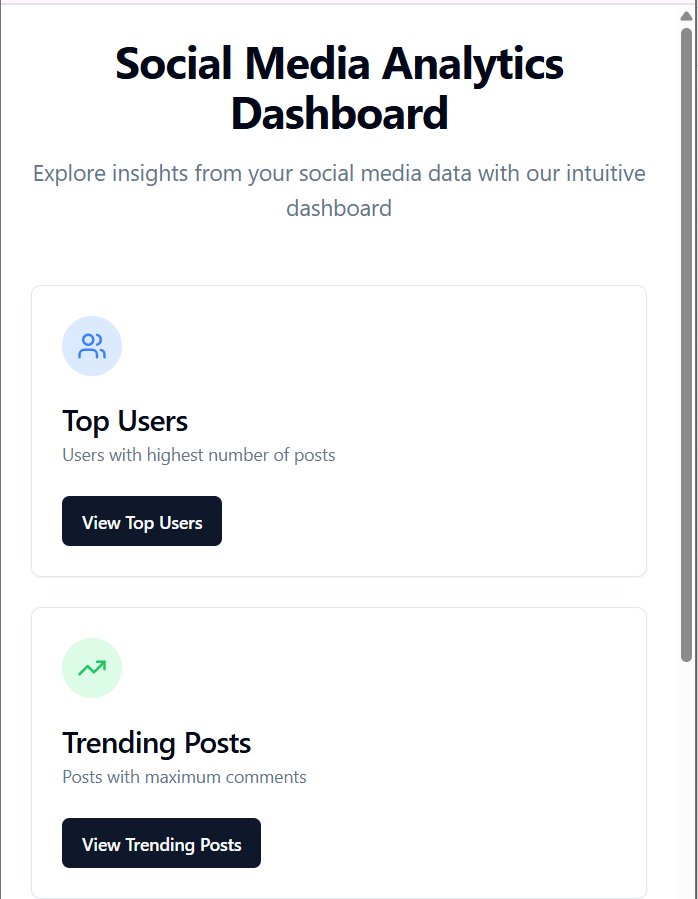 Social Media Analytics
Dashboard
Explore insights from your social media data with our intuitive
dashboard
Top Users
Users with highest number of posts
View Top Users
Trending Posts
Posts with maximum comments
View Trending Posts